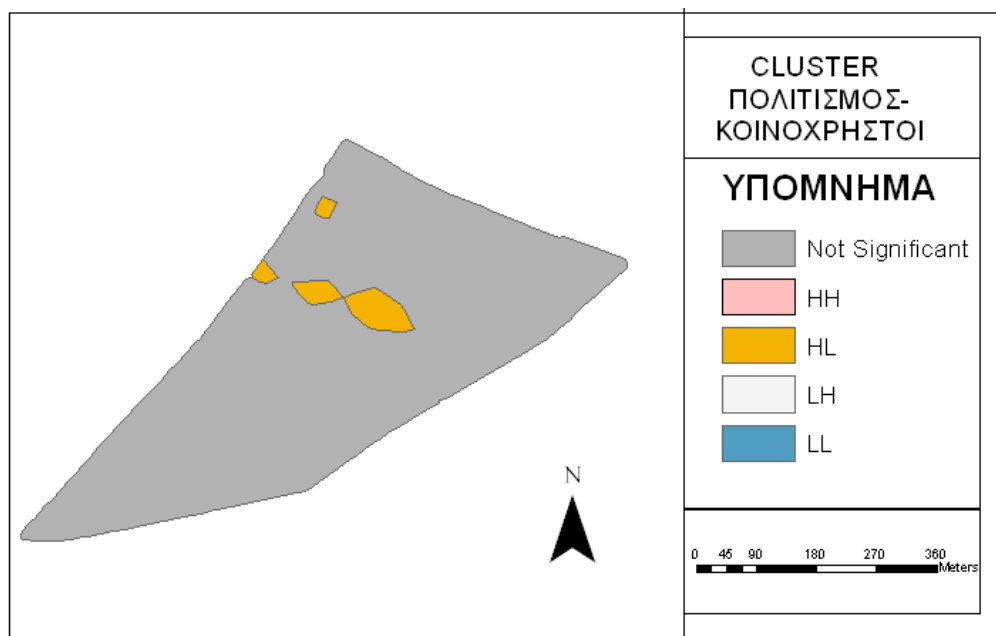 CLUSTER
ΠΟΛΙΤΙΣΜΟΣ-
ΚΟΙΝΟΧΡΗΣΤΟΙ
ΥΠΟΜΝΗΜΑ
Not Significant
HH
HL
LH
LL
N
0 45 90 180 270 360
Meters